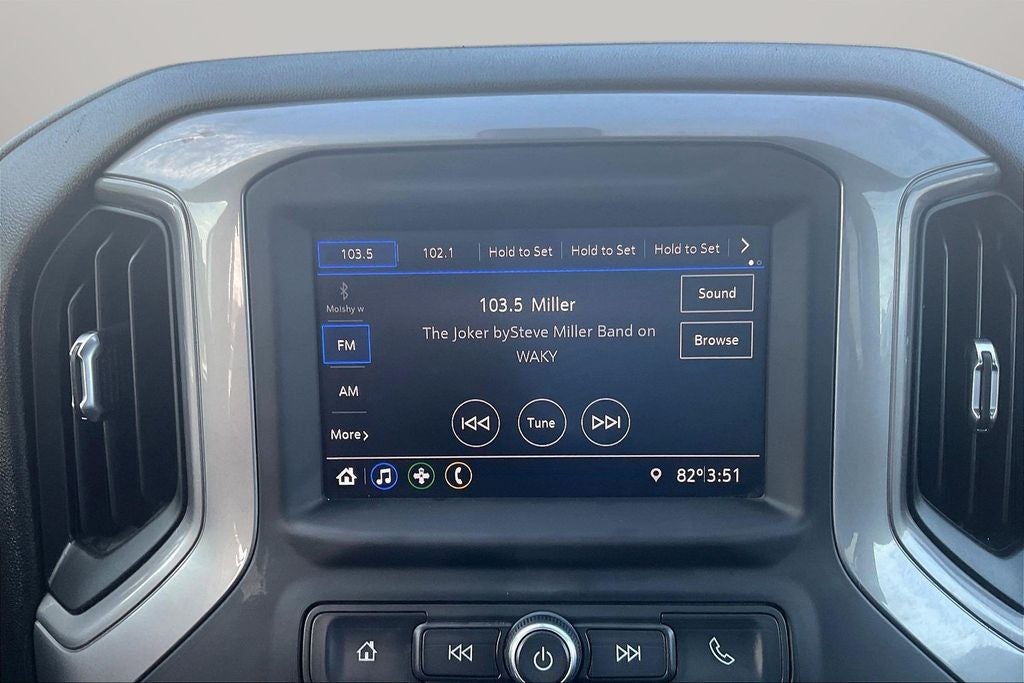 103.5 102.1 Hold to Set Hold to Set Hold to Set
Moishy w
FM
AM
More
103.5 Miller
The Joker bySteve Miller Band on
WAKY
Sound
Browse
Tune
82° 3:51